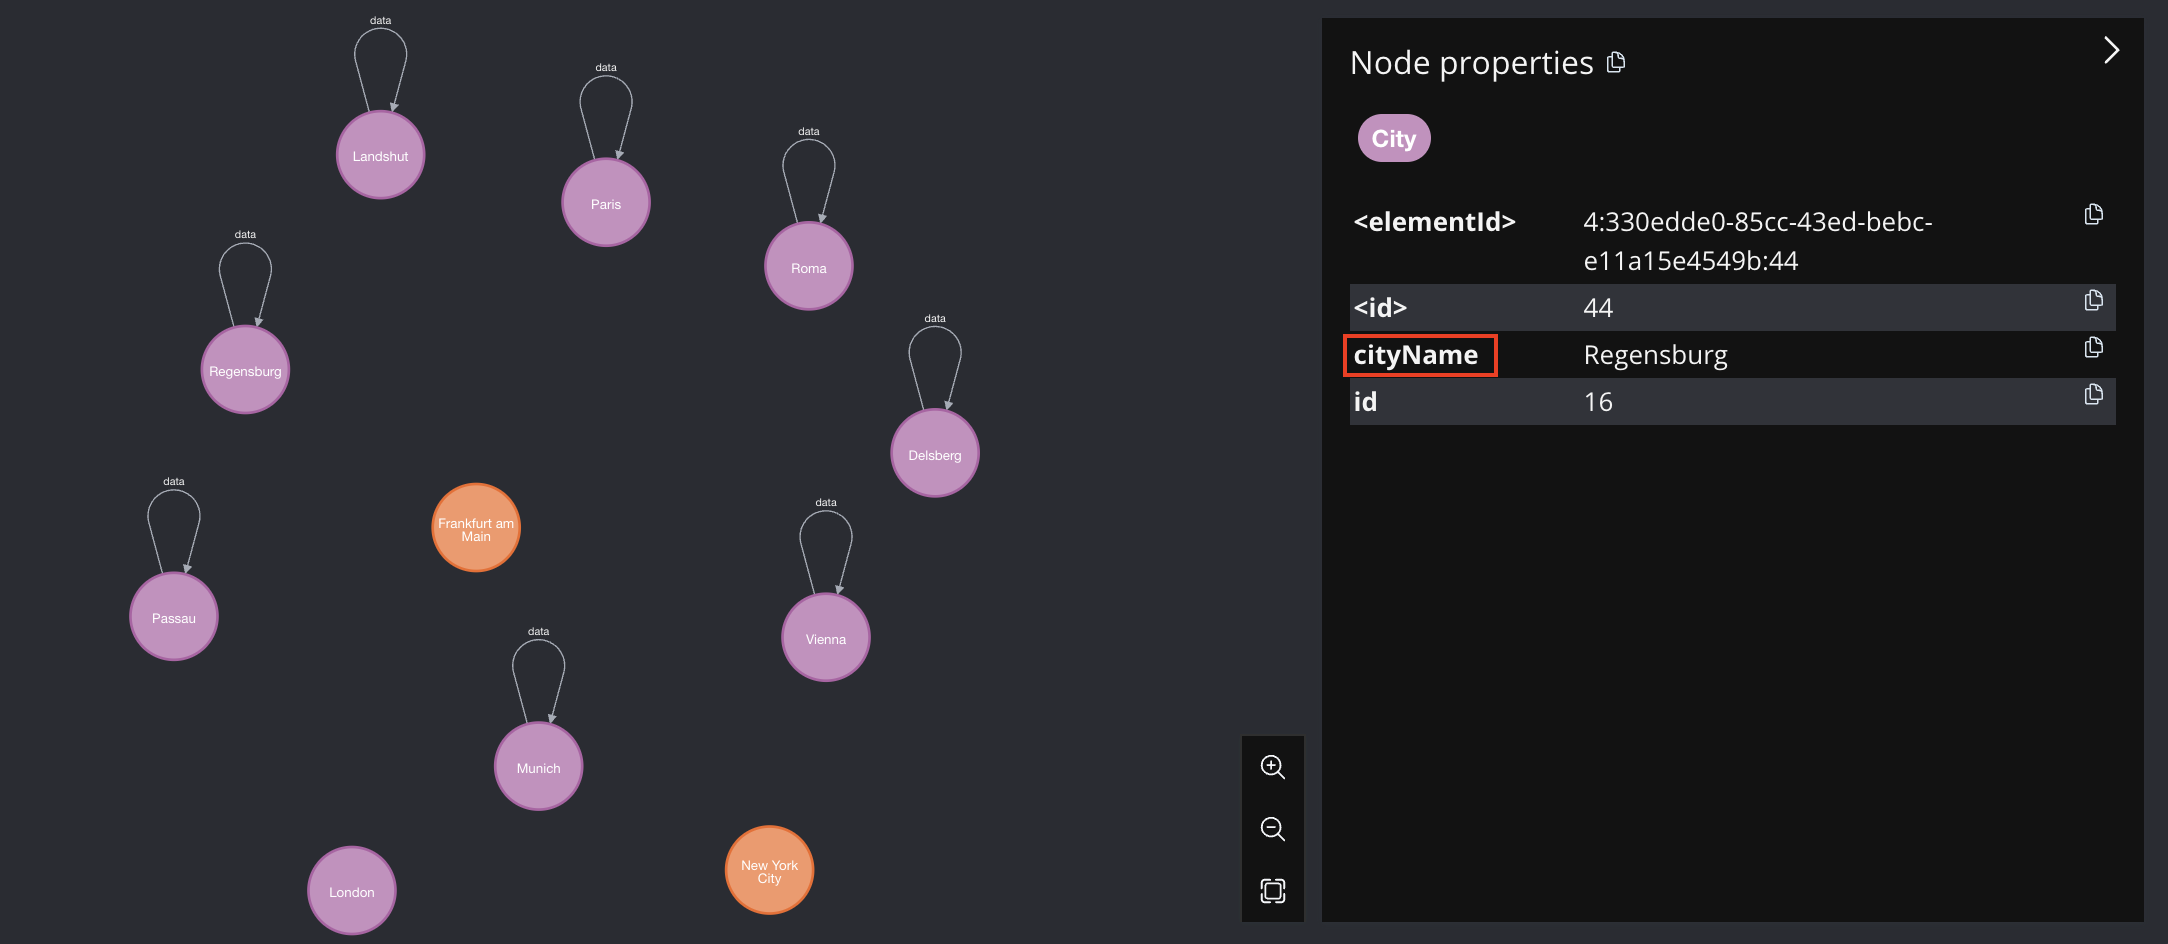 data
Landshut
data
Paris
data
Roma
data
Regensburg
data
Delsberg
data
Passau
Frankfurt am
Main
data
Vienna
data
Munich
London
New York
City
Node properties
City
<elementId> 4:330edde0-85cc-43ed-bebc-
e11a15e4549b:44
<id> 44
cityName Regensburg
id 16